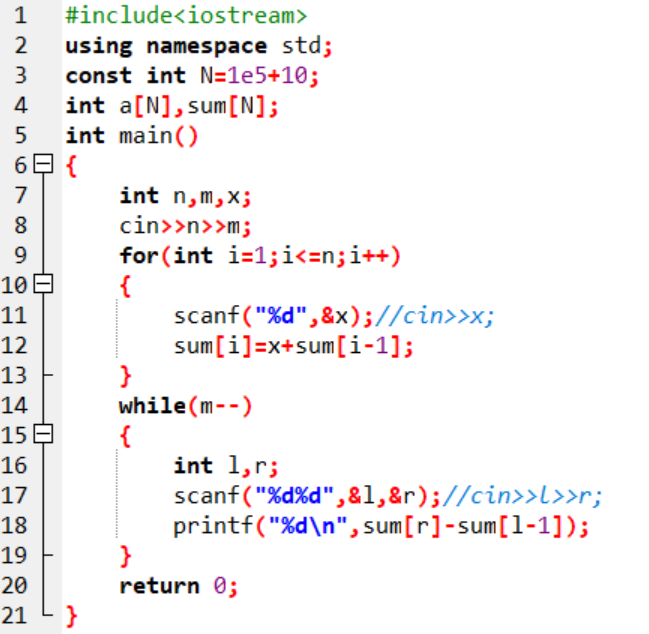 1 #include<iostream>
2 using namespace std;
3 const int N=1e5+10;
4 int a[N],sum[N];
5 int main()
6 {
7 int n,m,x;
8 cin>>n>>m;
9 for(int i=1;i<=n;i++)
10 {
11 scanf("%d",&x);//cin>>x;
12 sum[i]=x+sum[i-1];
13 }
14 while(m--)
15 {
16 int l,r;
17 scanf("%d%d",&l,&r);//cin>>l>>r;
18 printf("%d\n",sum[r]-sum[l-1]);
19 }
20 return 0;
21 }